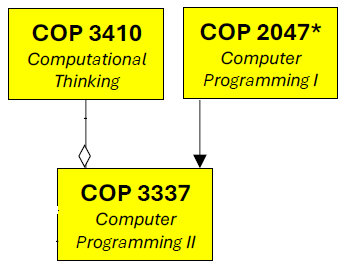 COP 3410
Computational
Thinking
COP 2047*
Computer
Programming I
COP 3337
Computer
Programming II